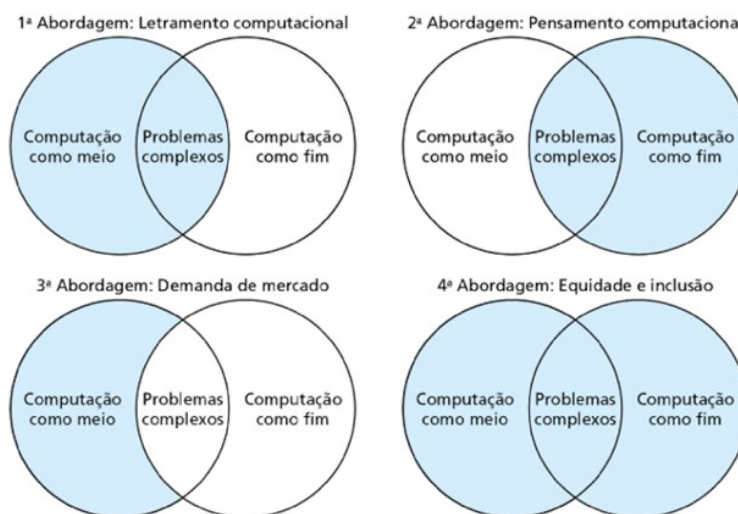 1ª Abordagem: Letramento computacional
Computação
como meio
Problemas
complexos
Computação
como fim
2ª Abordagem: Pensamento computaciona
Computação
como meio
Problemas
complexos
Computação
como fim
3ª Abordagem: Demanda de mercado
Computação
como meio
Problemas
complexos
Computação
como fim
4ª Abordagem: Equidade e inclusão
Computação
como meio
Problemas
complexos
Computação
como fim